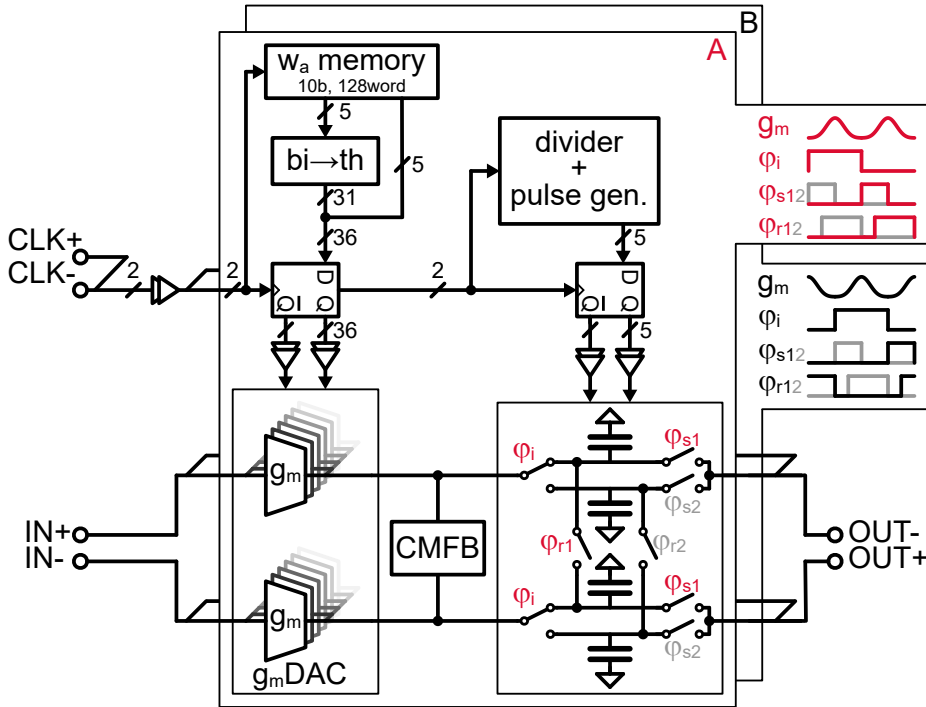 B
A
wa memory
10b, 128word
5
bi→th
5
31
36
divider
+
pulse gen.
5
CLK+
CLK-
2
2
2
D Q
Q
D Q
Q
36
5
gm
φi
φs12
φr12
gm
φi
φs12
φr12
gm
φi
φs1
φs2
IN+
IN-
CMFB
φr1
φr2
OUT-
OUT+
gm
φi
φs1
φs2
gmDAC